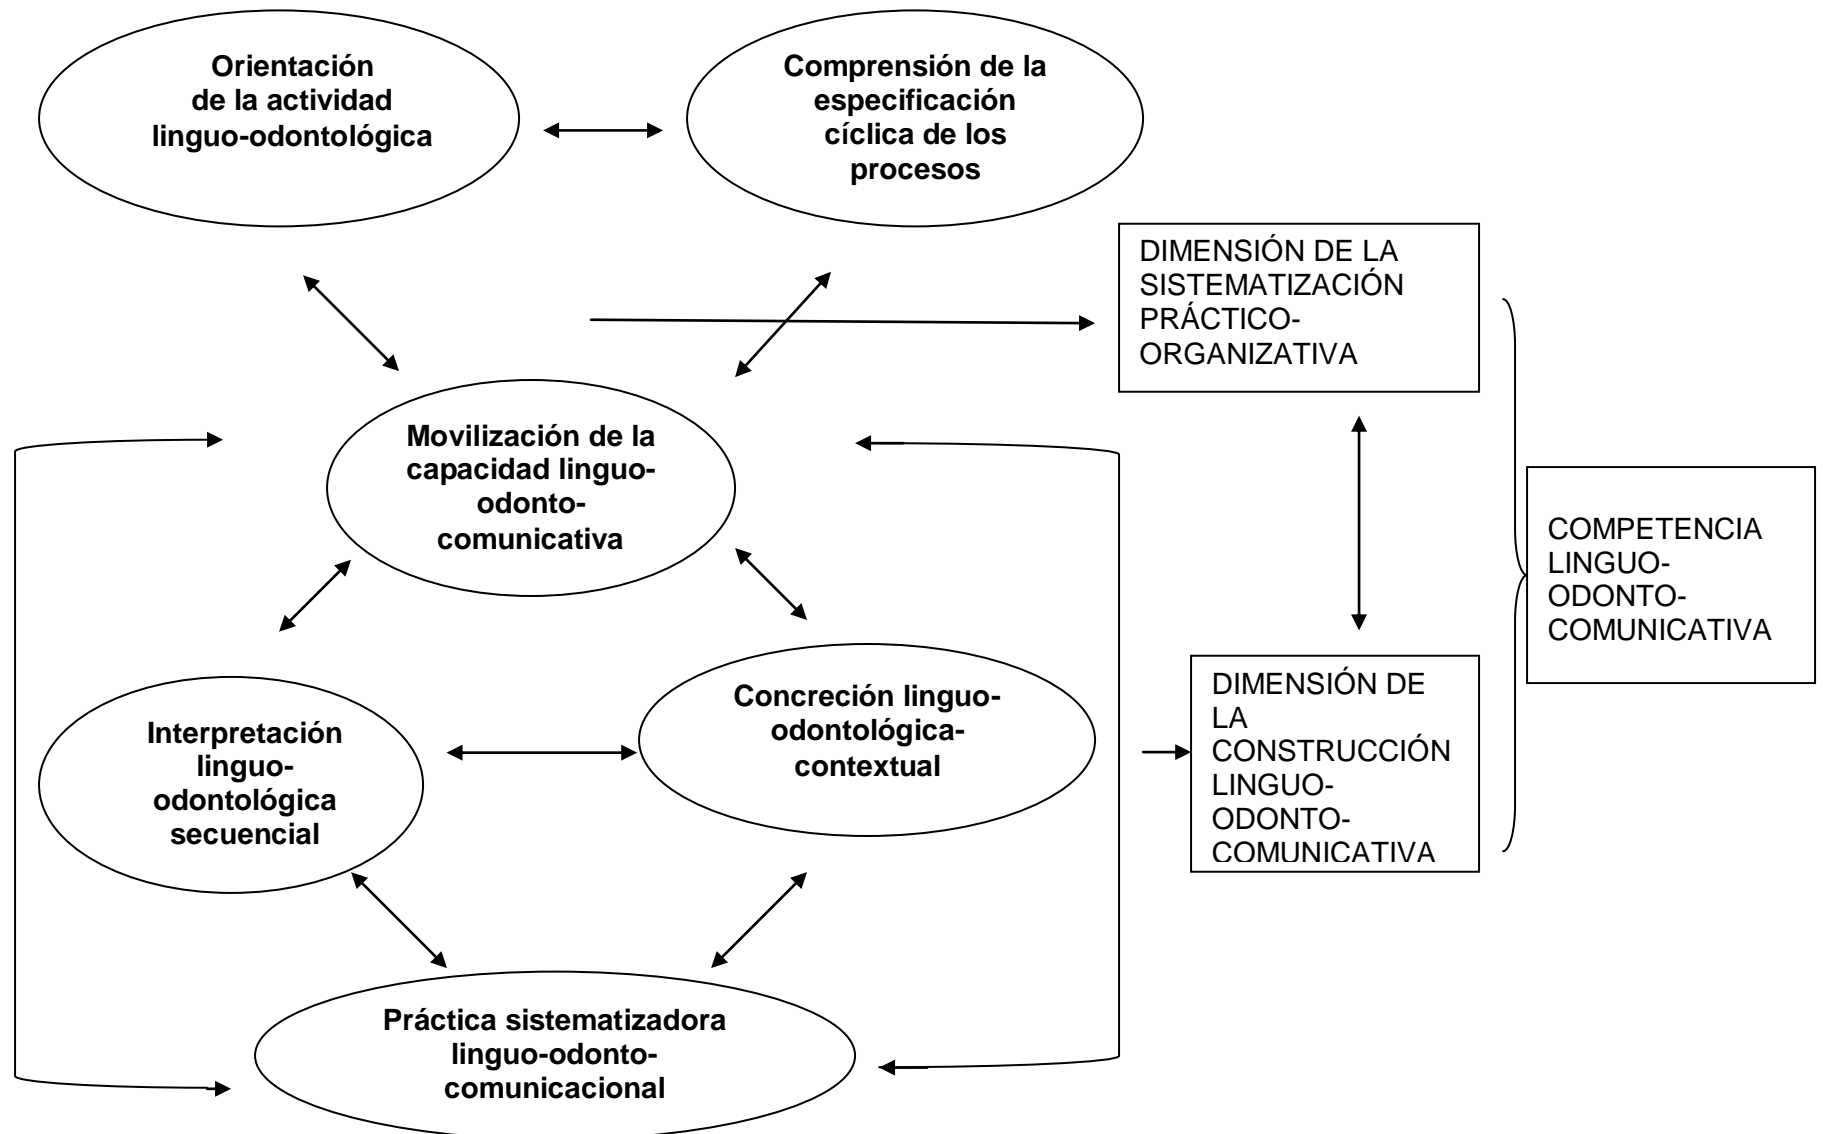 Orientación
de la actividad
linguo-odontológica
Comprensión de la
especificación
cíclica de los
procesos
DIMENSIÓN DE LA
SISTEMATIZACIÓN
PRÁCTICO-
ORGANIZATIVA
Movilización de la
capacidad linguo-
odonto-
comunicativa
COMPETENCIA
LINGUO-
ODONTO-
COMUNICATIVA
Interpretación
linguo-
odontológica
secuencial
Concreción linguo-
odontológica-
contextual
DIMENSIÓN DE
LA
CONSTRUCCIÓN
LINGUO-
ODONTO-
COMUNICATIVA
Práctica sistematizadora
linguo-odonto-
comunicacional